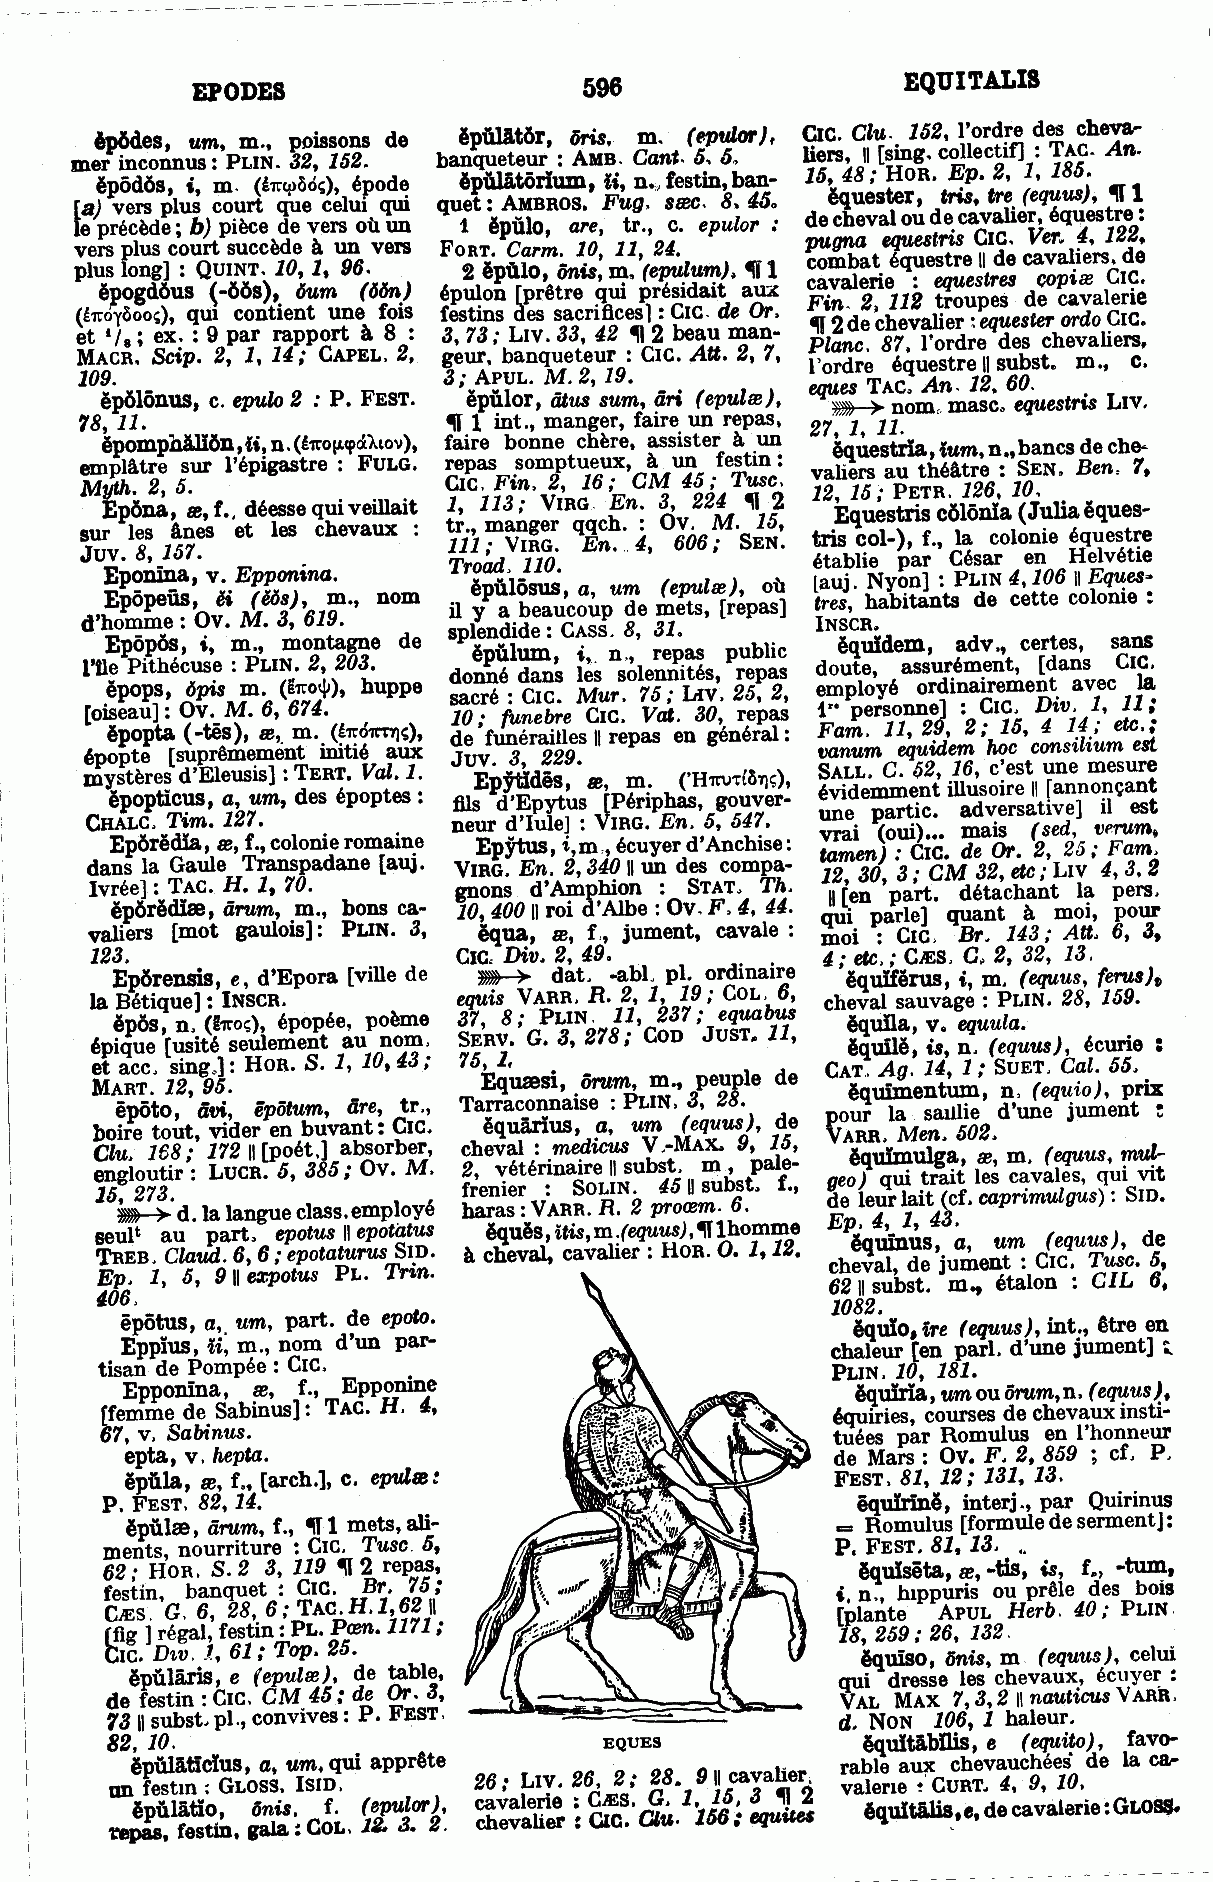 EPODES
596
EQUITALIS
ĕpŏdes, um, m., poissons de
mer inconnus : PLIN. 32, 152.
ĕpōdŏs, i, m. (ἐπῳδός), épode
[a) vers plus court que celui qui
le précède ; b) pièce de vers où un
vers plus court succède à un vers
plus long] : QUINT. 10, 1, 96.
ĕpogdŏus (-ŏŏs), ŏum (ŏŏn)
(ἐπόγδοος), qui contient une fois
et ¹/₈ ; ex. : 9 par rapport à 8 :
MACR. Scip. 2, 1, 14 ; CAPEL. 2,
109.
ĕpŏlōnus, c. epulo 2 : P. FEST.
78, 11.
ĕpomphălĭŏn, ĭi, n. (ἐπομφάλιον),
emplâtre sur l'épigastre : FULG.
Myth. 2, 5.
Epŏna, æ, f., déesse qui veillait
sur les ânes et les chevaux :
JUV. 8, 157.
Eponīna, v. Epponina.
Epōpeūs, ĕi (ĕŏs), m., nom
d'homme : OV. M. 3, 619.
Epōpŏs, i, m., montagne de
l'île Pithécuse : PLIN. 2, 203.
ĕpops, ŏpis m. (ἔποψ), huppe
[oiseau] : OV. M. 6, 674.
ĕpopta (-tēs), æ, m. (ἐπόπτης),
épopte [suprêmement initié aux
mystères d'Eleusis] : TERT. Val. 1.
ĕpoptĭcus, a, um, des époptes :
CHALC. Tim. 127.
Epŏrĕdĭa, æ, f., colonie romaine
dans la Gaule Transpadane [auj.
Ivrée] : TAC. H. 1, 70.
ĕpŏrĕdĭæ, ārum, m., bons ca-
valiers [mot gaulois] : PLIN. 3,
123.
Epŏrensis, e, d'Epora [ville de
la Bétique] : INSCR.
ĕpŏs, n. (ἔπος), épopée, poème
épique [usité seulement au nom.
et acc. sing.] : HOR. S. 1, 10, 43 ;
MART. 12, 95.
ēpōto, āvi, ēpōtum, āre, tr.,
boire tout, vider en buvant : CIC.
Clu. 168 ; 172 || [poét.] absorber,
engloutir : LUCR. 5, 385 ; OV. M.
15, 273.
➳ d. la langue class. employé
seulᵗ au part. epotus || epotatus
TREB. Claud. 6, 6 ; epotaturus SID.
Ep. 1, 5, 9 || expotus PL. Trin.
406.
ēpōtus, a, um, part. de epoto.
Eppĭus, ĭi, m., nom d'un par-
tisan de Pompée : CIC.
Epponīna, æ, f., Epponine
[femme de Sabinus] : TAC. H. 4,
67, v. Sabinus.
epta, v. hepta.
ĕpŭla, æ, f., [arch.], c. epulæ :
P. FEST. 82, 14.
ĕpŭlæ, ārum, f., ¶ 1 mets, ali-
ments, nourriture : CIC. Tusc. 5,
62 ; HOR. S. 2 3, 119 ¶ 2 repas,
festin, banquet : CIC. Br. 75 ;
CÆS. G. 6, 28, 6 ; TAC. H. 1, 62 ||
[fig ] régal, festin : PL. Pœn. 1171 ;
CIC. Div. 1, 61 ; Top. 25.
ĕpŭlāris, e (epulæ), de table,
de festin : CIC. CM 45 ; de Or. 3,
73 || subst. pl., convives : P. FEST.
82, 10.
ĕpŭlātĭcĭus, a, um, qui apprête
un festin : GLOSS. ISID.
ĕpŭlātĭo, ōnis, f. (epulor),
repas, festin, gala : COL. 12. 3. 2.
ĕpŭlātŏr, ōris, m. (epulor),
banqueteur : AMB. Cant. 5, 5.
ĕpŭlātōrĭum, ĭi, n., festin, ban-
quet : AMBROS. Fug. sæc. 8, 45.
1 ĕpŭlo, are, tr., c. epulor :
FORT. Carm. 10, 11, 24.
2 ĕpŭlo, ōnis, m. (epulum), ¶ 1
épulon [prêtre qui présidait aux
festins des sacrifices] : CIC. de Or.
3, 73 ; LIV. 33, 42 ¶ 2 beau man-
geur, banqueteur : CIC. Att. 2, 7,
3 ; APUL. M. 2, 19.
ĕpŭlor, ātus sum, āri (epulæ),
¶ 1 int., manger, faire un repas,
faire bonne chère, assister à un
repas somptueux, à un festin :
CIC. Fin. 2, 16 ; CM 45 ; Tusc.
1, 113 ; VIRG. En. 3, 224 ¶ 2
tr., manger qqch. : OV. M. 15,
111 ; VIRG. En. 4, 606 ; SEN.
Troad. 110.
ĕpŭlōsus, a, um (epulæ), où
il y a beaucoup de mets, [repas]
splendide : CASS. 8, 31.
ĕpŭlum, i, n., repas public
donné dans les solennités, repas
sacré : CIC. Mur. 75 ; LIV. 25, 2,
10 ; funebre CIC. Vat. 30, repas
de funérailles || repas en général :
JUV. 3, 229.
Epy̆tĭdēs, æ, m. (Ἠπυτίδης),
fils d'Epytus [Périphas, gouver-
neur d'Iule] : VIRG. En. 5, 547.
Epy̆tus, i, m., écuyer d'Anchise :
VIRG. En. 2, 340 || un des compa-
gnons d'Amphion : STAT. Th.
10, 400 || roi d'Albe : OV. F. 4, 44.
ĕqua, æ, f., jument, cavale :
CIC. Div. 2, 49.
➳ dat. -abl. pl. ordinaire
equis VARR. R. 2, 1, 19 ; COL. 6,
37, 8 ; PLIN. 11, 237 ; equabus
SERV. G. 3, 278 ; COD JUST. 11,
75, 1.
Equæsi, ōrum, m., peuple de
Tarraconnaise : PLIN. 3, 28.
ĕquārĭus, a, um (equus), de
cheval : medicus V.-MAX. 9, 15,
2, vétérinaire || subst. m., pale-
frenier : SOLIN. 45 || subst. f.,
haras : VARR. R. 2 proœm. 6.
ĕquĕs, ĭtis, m. (equus), ¶ 1 homme
à cheval, cavalier : HOR. O. 1, 12,
EQUES
26 ; LIV. 26, 2 ; 28. 9 || cavalier,
cavalerie : CÆS. G. 1, 15, 3 ¶ 2
chevalier : CIC. Clu. 156 ; equites
CIC. Clu. 152, l'ordre des cheva-
liers, || [sing. collectif] : TAC. An.
15, 48 ; HOR. Ep. 2, 1, 185.
ĕquester, tris, tre (equus), ¶ 1
de cheval ou de cavalier, équestre :
pugna equestris CIC. Ver. 4, 122,
combat équestre || de cavaliers, de
cavalerie : equestres copiæ CIC.
Fin. 2, 112 troupes de cavalerie
¶ 2 de chevalier : equester ordo CIC.
Planc. 87, l'ordre des chevaliers,
l'ordre équestre || subst. m., c.
eques TAC. An. 12. 60.
➳ nom. masc. equestris LIV.
27, 1, 11.
ĕquestrĭa, ĭum, n., bancs de che-
valiers au théâtre : SEN. Ben. 7,
12, 15 ; PETR. 126, 10.
Equestris cŏlōnĭa (Julia ĕques-
tris col-), f., la colonie équestre
établie par César en Helvétie
[auj. Nyon] : PLIN 4, 106 || Eques-
tres, habitants de cette colonie :
INSCR.
ĕquĭdem, adv., certes, sans
doute, assurément, [dans CIC.
employé ordinairement avec la
1ʳᵉ personne] : CIC. Div. 1, 11 ;
Fam. 11, 29, 2 ; 15, 4 14 ; etc. ;
vanum equidem hoc consilium est
SALL. C. 52, 16, c'est une mesure
évidemment illusoire || [annonçant
une partic. adversative] il est
vrai (oui)... mais (sed, verum,
tamen) : CIC. de Or. 2, 25 ; Fam.
12, 30, 3 ; CM 32, etc ; LIV 4, 3. 2
|| [en part. détachant la pers.
qui parle] quant à moi, pour
moi : CIC. Br. 143 ; Att. 6, 3,
4 ; etc. ; CÆS. C. 2, 32, 13.
ĕquĭfĕrus, i, m. (equus, ferus),
cheval sauvage : PLIN. 28, 159.
ĕquĭla, v. equula.
ĕquīlĕ, is, n. (equus), écurie :
CAT. Ag. 14, 1 ; SUET. Cal. 55.
ĕquīmentum, n. (equio), prix
pour la saillie d'une jument :
VARR. Men. 502.
ĕquĭmulga, æ, m. (equus, mul-
geo) qui trait les cavales, qui vit
de leur lait (cf. caprimulgus) : SID.
Ep. 4, 1, 43.
ĕquīnus, a, um (equus), de
cheval, de jument : CIC. Tusc. 5,
62 || subst. m., étalon : CIL 6,
1082.
ĕquĭo, īre (equus), int., être en
chaleur [en parl. d'une jument] :
PLIN. 10, 181.
ĕquīrĭa, um ou ōrum, n. (equus),
équiries, courses de chevaux insti-
tuées par Romulus en l'honneur
de Mars : OV. F. 2, 859 ; cf. P.
FEST. 81, 12 ; 131, 13.
ĕquīrīnĕ, interj., par Quirinus
= Romulus [formule de serment] :
P. FEST. 81, 13.
ĕquĭsēta, æ, -tis, is, f., -tum,
i, n., hippuris ou prêle des bois
[plante APUL Herb. 40 ; PLIN.
18, 259 ; 26, 132.
ĕquīso, ōnis, m (equus), celui
qui dresse les chevaux, écuyer :
VAL MAX 7, 3, 2 || nauticus VARR.
d. NON 106, 1 haleur.
ĕquĭtābĭlis, e (equito), favo-
rable aux chevauchées de la ca-
valerie : CURT. 4, 9, 10.
ĕquĭtālis, e, de cavalerie : GLOSS.